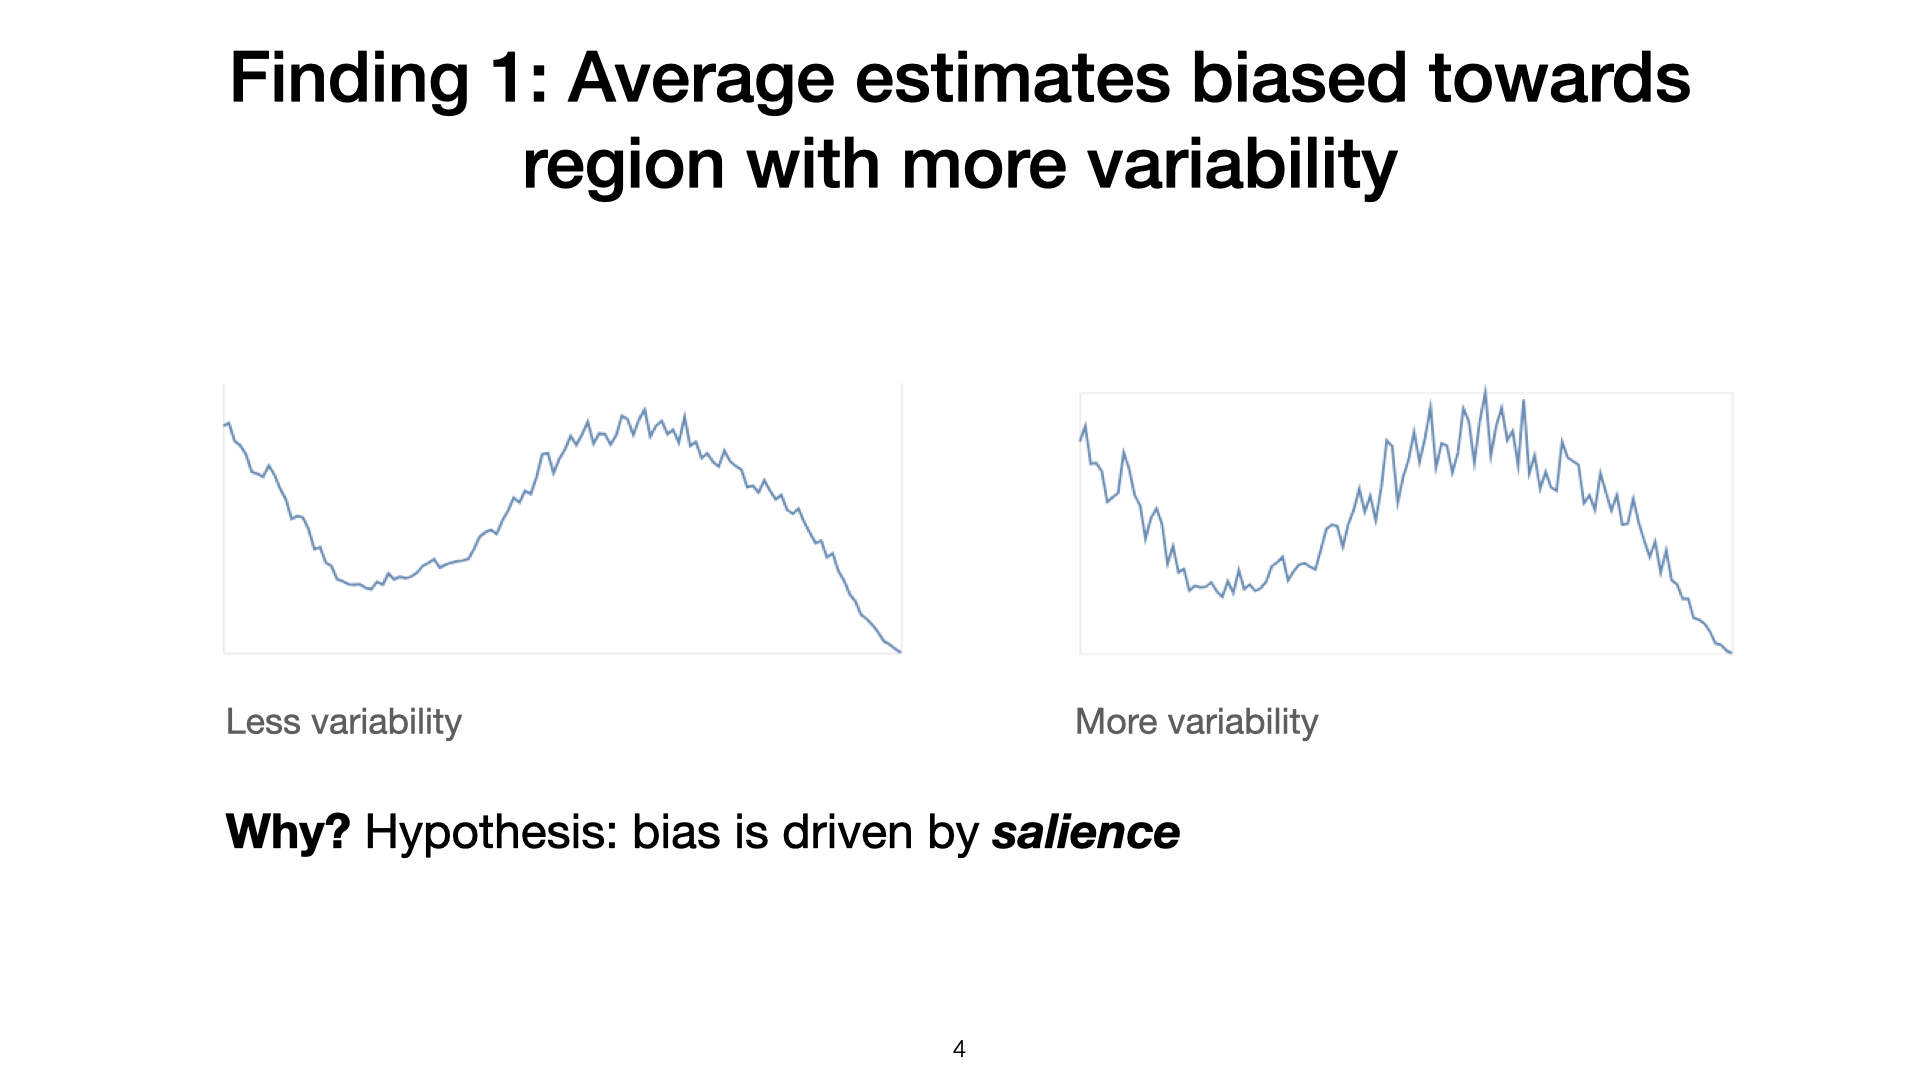 Finding 1: Average estimates biased towards
region with more variability
Less variability
More variability
Why? Hypothesis: bias is driven by salience
4